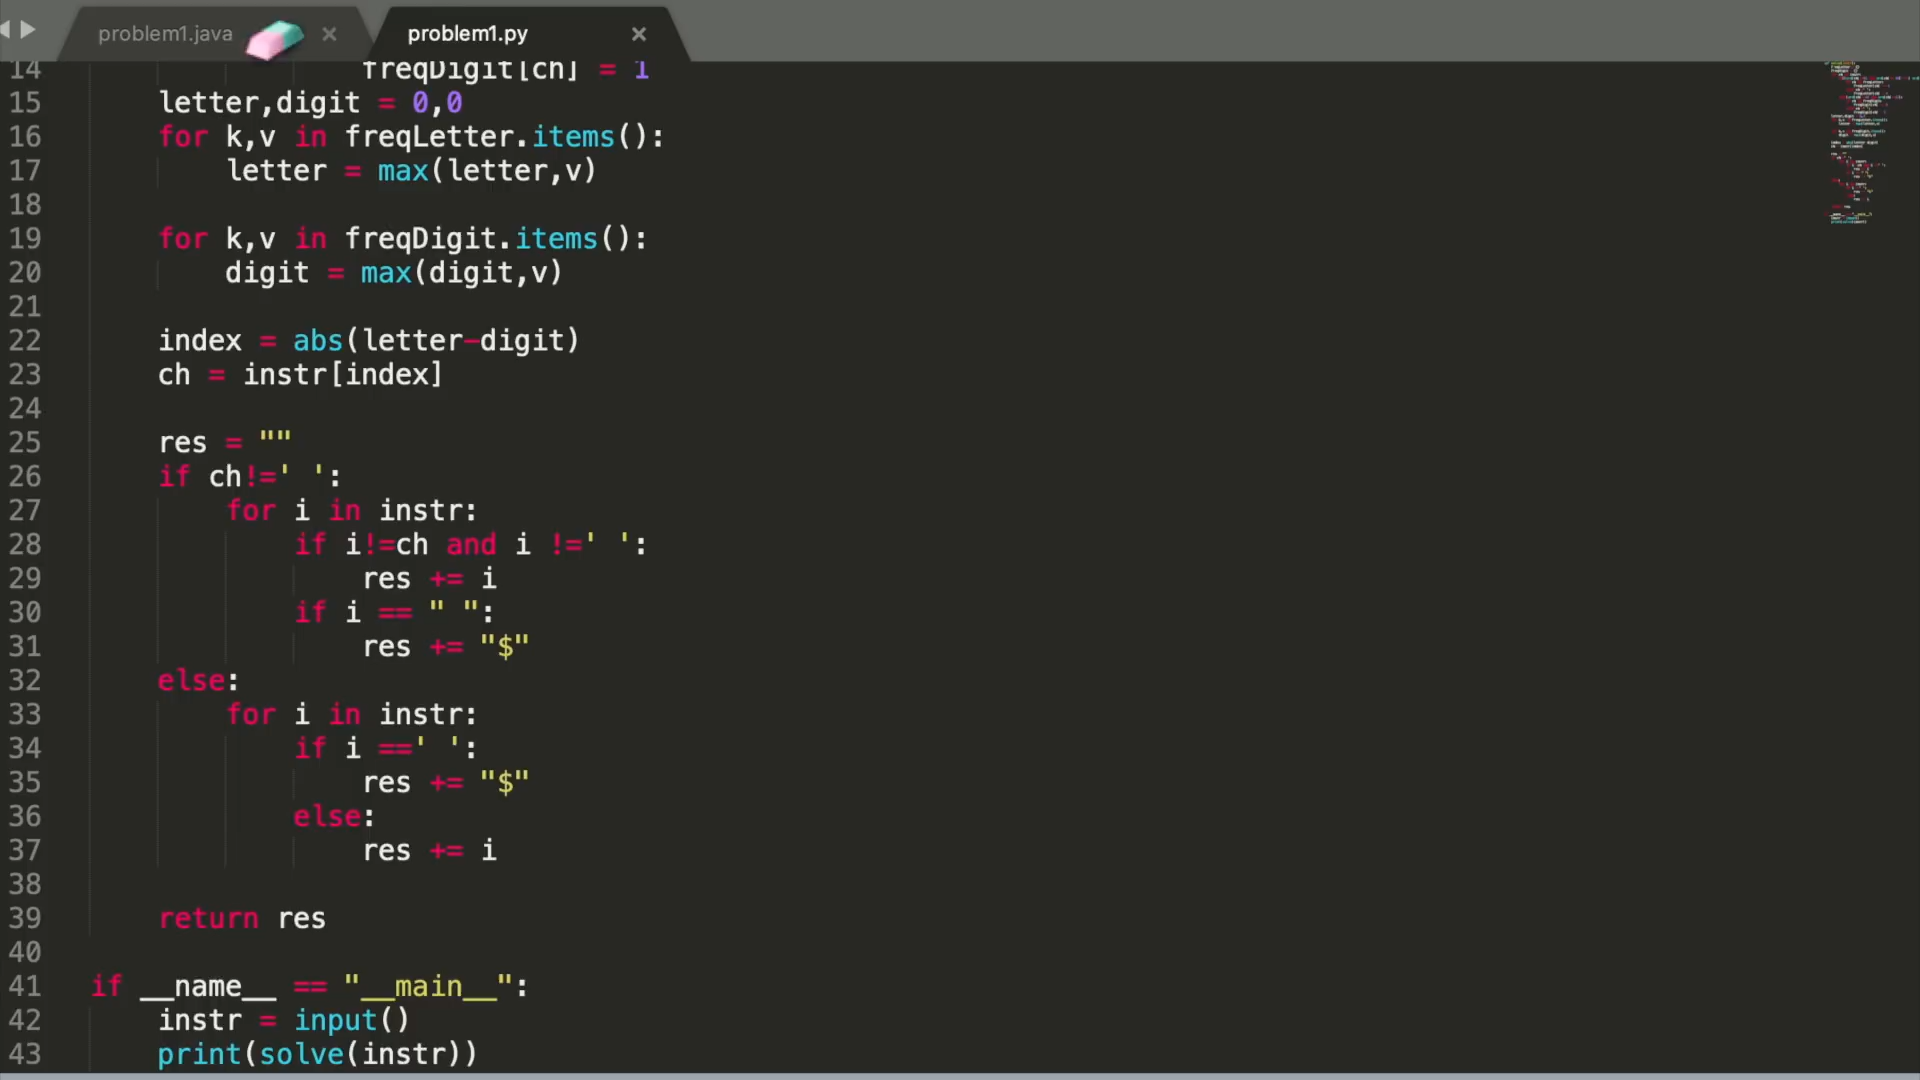 problem1.java × problem1.py ×
14 freqDigit[ch] = 1
15 letter,digit = 0,0
16 for k,v in freqLetter.items():
17 letter = max(letter,v)
18
19 for k,v in freqDigit.items():
20 digit = max(digit,v)
21
22 index = abs(letter-digit)
23 ch = instr[index]
24
25 res = ""
26 if ch!=' ':
27 for i in instr:
28 if i!=ch and i !=' ':
29 res += i
30 if i == " ":
31 res += "$"
32 else:
33 for i in instr:
34 if i ==' ':
35 res += "$"
36 else:
37 res += i
38
39 return res
40
41 if __name__ == "__main__":
42 instr = input()
43 print(solve(instr))